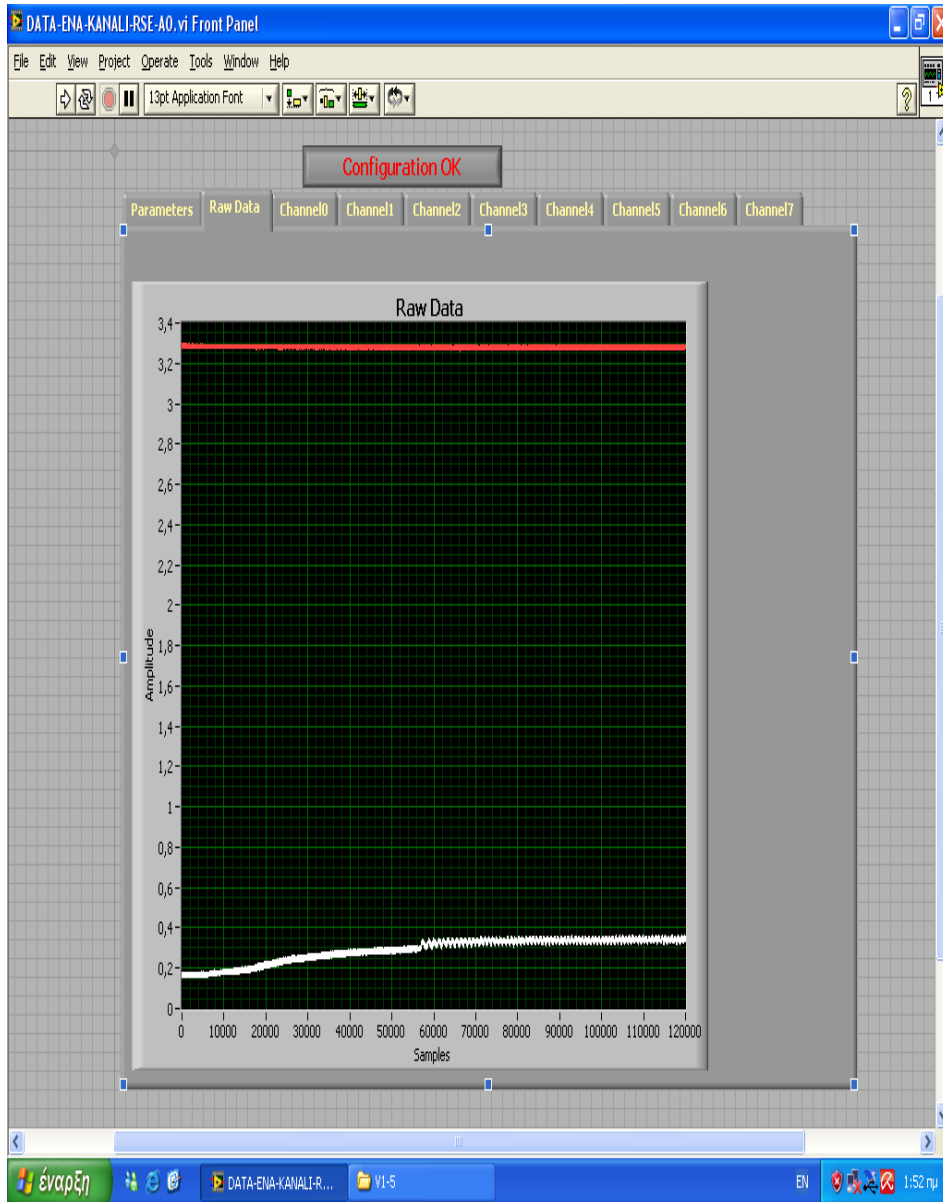 DATA-ENA-KANALI-RSE-A0.vi Front Panel
File Edit View Project Operate Tools Window Help
13pt Application Font
Configuration OK
Parameters Raw Data Channel0 Channel1 Channel2 Channel3 Channel4 Channel5 Channel6 Channel7
Raw Data
3,4
3,2
3
2,8
2,6
2,4
2,2
2
1,8
1,6
1,4
1,2
1
0,8
0,6
0,4
0,2
0
Amplitude
0 10000 20000 30000 40000 50000 60000 70000 80000 90000 100000 110000 120000
Samples
έναρξη DATA-ENA-KANALI-R... V1-5 EN 1:52 πμ